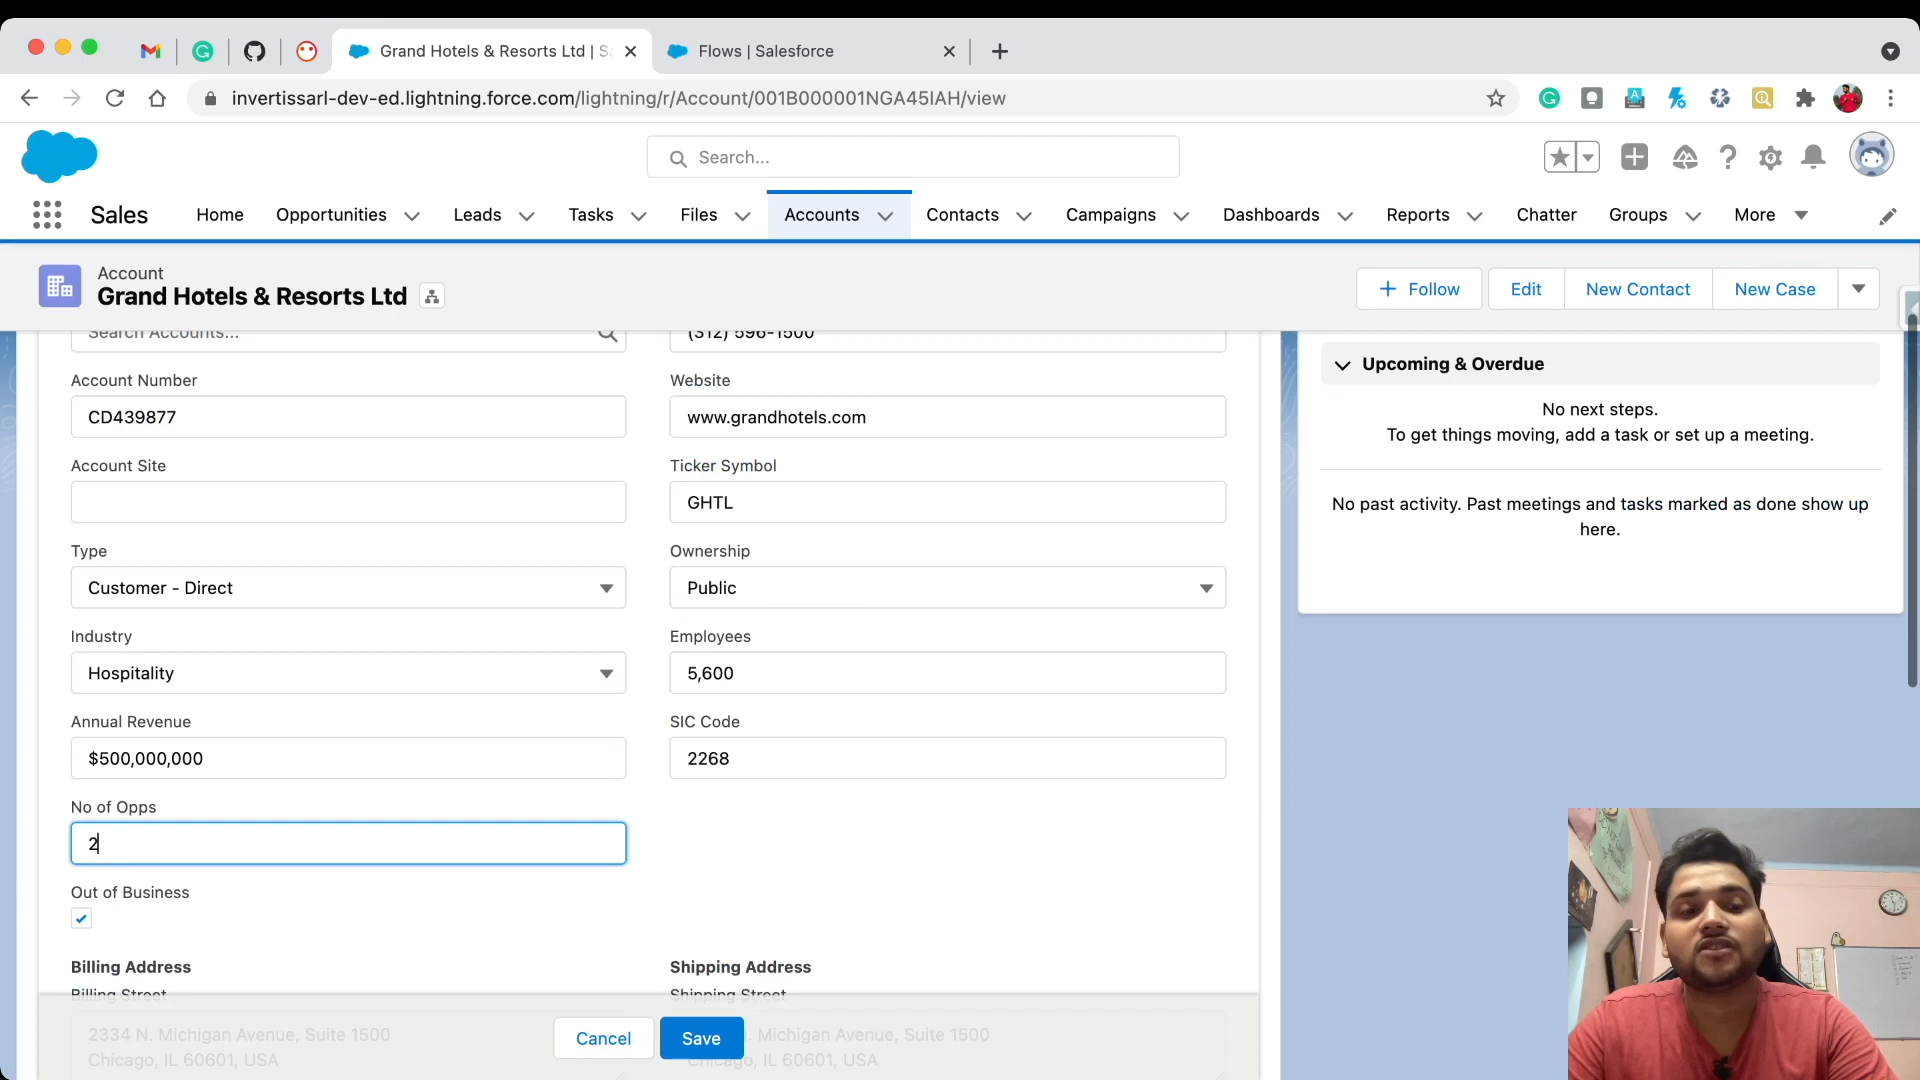 Grand Hotels & Resorts Ltd | S
Flows | Salesforce
invertissarl-dev-ed.lightning.force.com/lightning/r/Account/001B000001NGA45IAH/view
Search...
Sales
Home
Opportunities
Leads
Tasks
Files
Accounts
Contacts
Campaigns
Dashboards
Reports
Chatter
Groups
More
Account
Grand Hotels & Resorts Ltd
Follow
Edit
New Contact
New Case
Search Accounts...
(312) 596-1500
Account Number
CD439877
Website
www.grandhotels.com
Account Site
Ticker Symbol
GHTL
Type
Customer - Direct
Ownership
Public
Industry
Hospitality
Employees
5,600
Annual Revenue
$500,000,000
SIC Code
2268
No of Opps
2
Out of Business
Billing Address
Billing Street
2334 N. Michigan Avenue, Suite 1500
Chicago, IL 60601, USA
Shipping Address
Shipping Street
Michigan Avenue, Suite 1500
Chicago, IL 60601, USA
Cancel
Save
Upcoming & Overdue
No next steps.
To get things moving, add a task or set up a meeting.
No past activity. Past meetings and tasks marked as done show up
here.